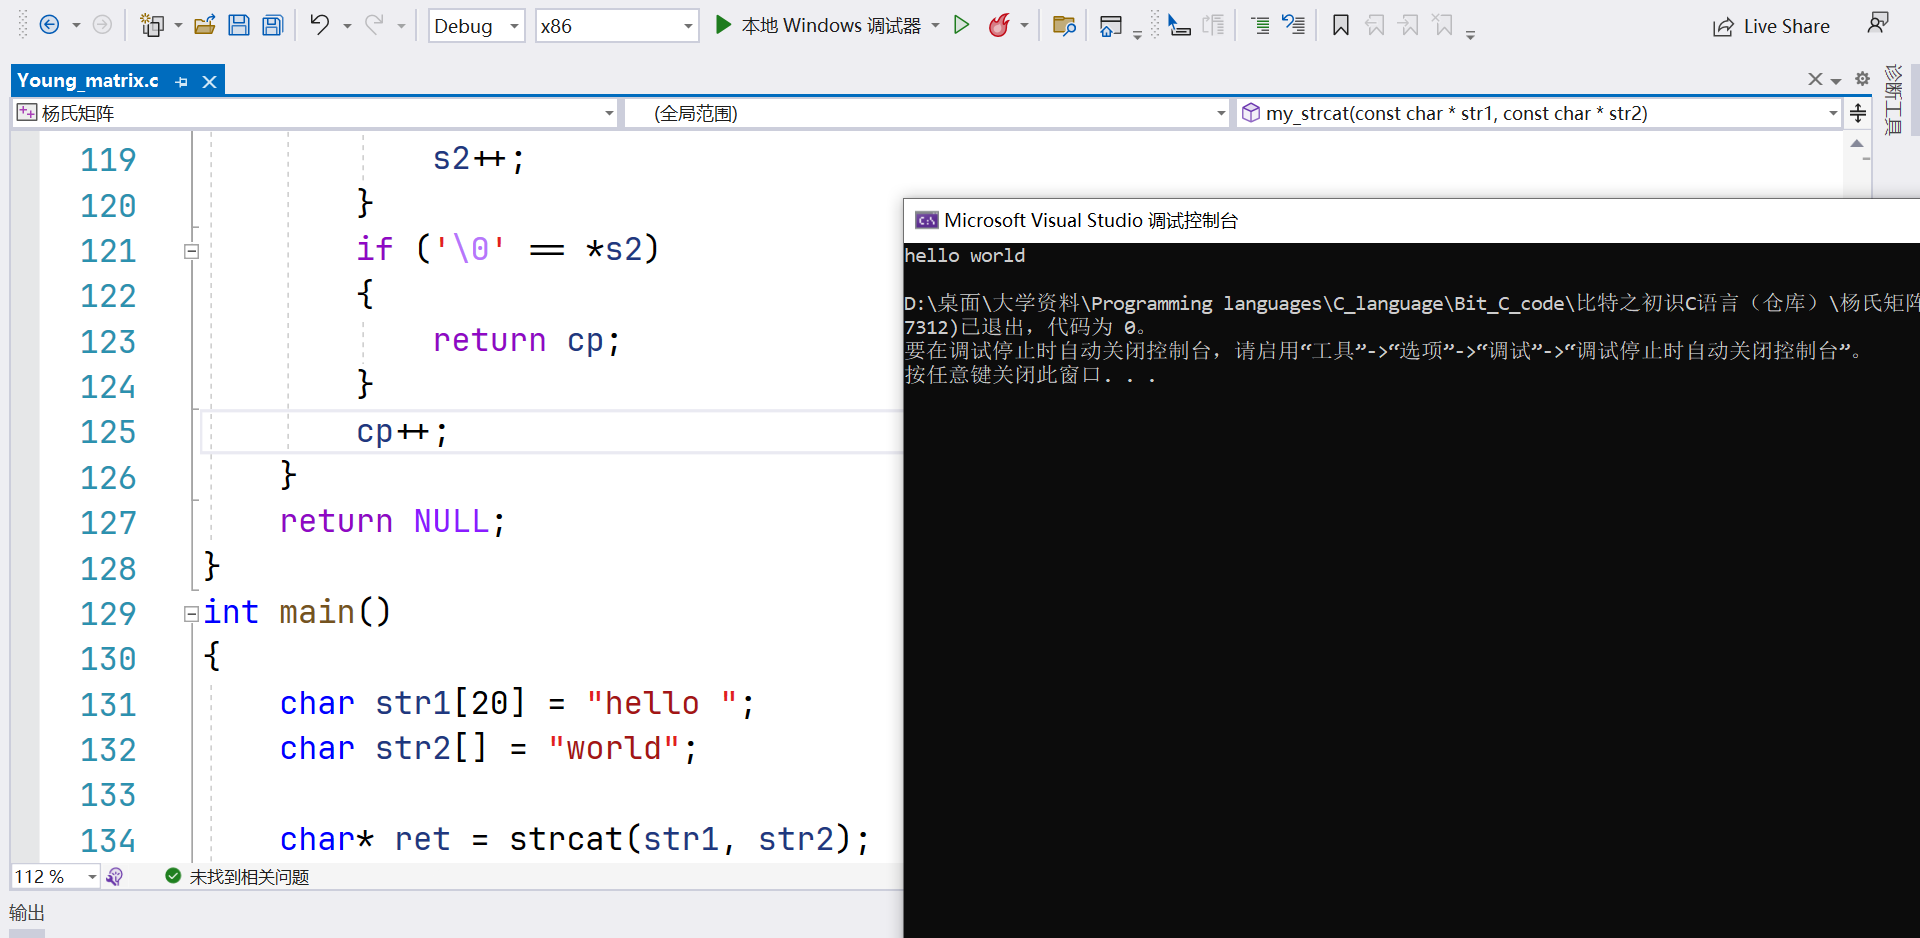 Debug x86 本地 Windows 调试器 Live Share
Young_matrix.c
诊断工具
杨氏矩阵 (全局范围) my_strcat(const char * str1, const char * str2)
119 s2++;
120 }
121 if ('\0' == *s2)
122 {
123 return cp;
124 }
125 cp++;
126 }
127 return NULL;
128 }
129 int main()
130 {
131 char str1[20] = "hello ";
132 char str2[] = "world";
133
134 char* ret = strcat(str1, str2);
112 % 未找到相关问题
输出
Microsoft Visual Studio 调试控制台
hello world
D:\桌面\大学资料\Programming languages\C_language\Bit_C_code\比特之初识C语言（仓库）\杨氏矩阵
7312)已退出，代码为 0。
要在调试停止时自动关闭控制台，请启用“工具”->“选项”->“调试”->“调试停止时自动关闭控制台”。
按任意键关闭此窗口. . .